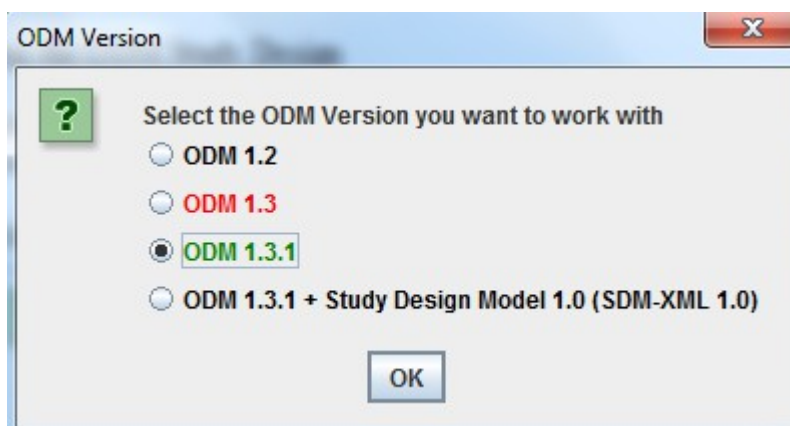 ODM Version
Select the ODM Version you want to work with
ODM 1.2
ODM 1.3
ODM 1.3.1
ODM 1.3.1 + Study Design Model 1.0 (SDM-XML 1.0)
OK